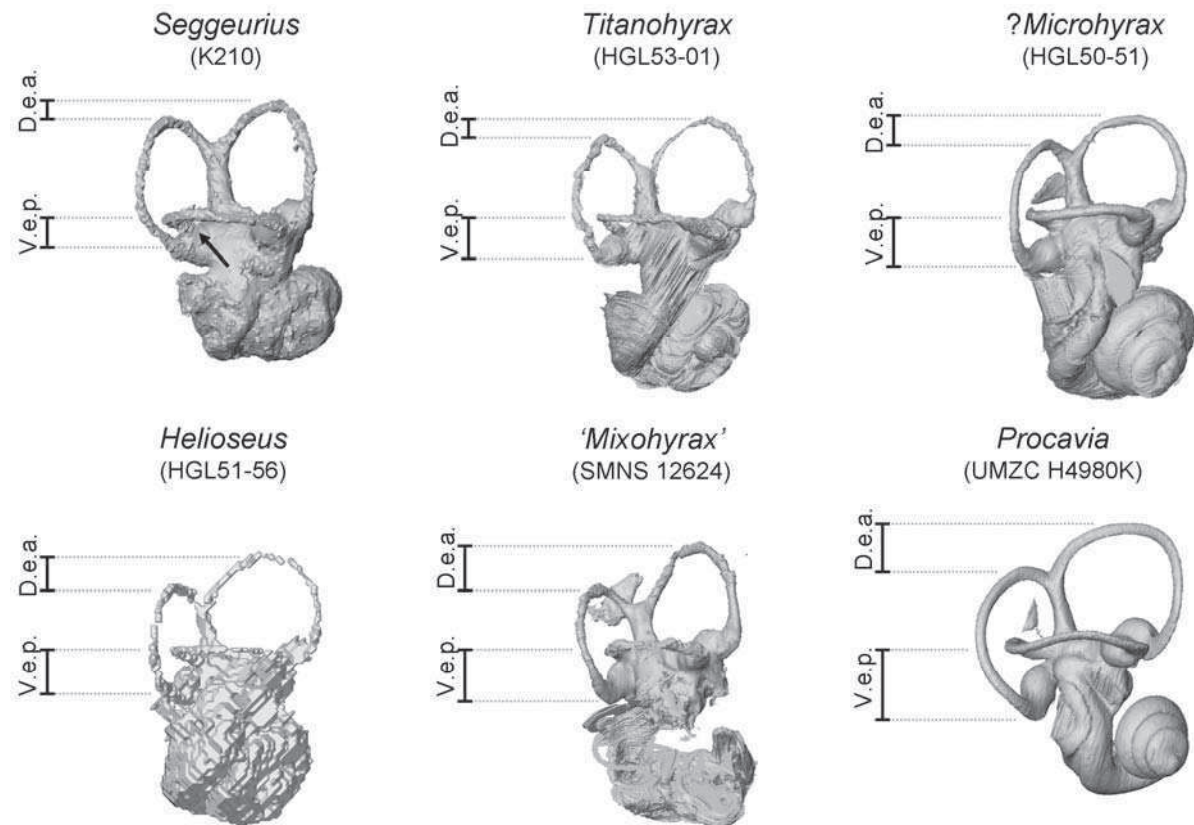 Seggeurius
(K210)
D.e.a.
V.e.p.
Titanohyrax
(HGL53-01)
D.e.a.
V.e.p.
?Microhyrax
(HGL50-51)
D.e.a.
V.e.p.
Helioseus
(HGL51-56)
D.e.a.
V.e.p.
‘Mixohyrax’
(SMNS 12624)
D.e.a.
V.e.p.
Procavia
(UMZC H4980K)
D.e.a.
V.e.p.